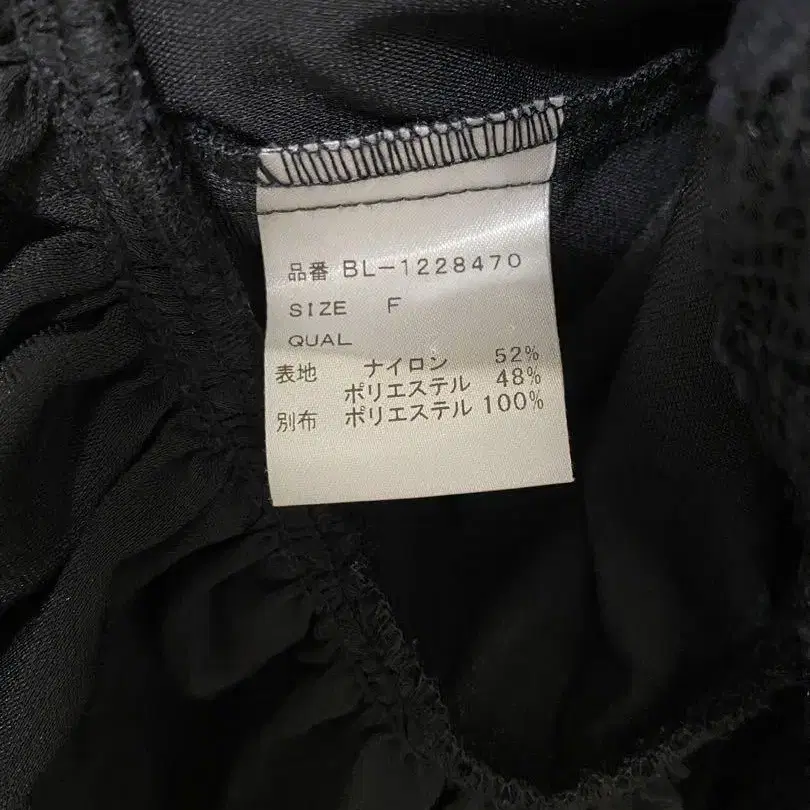 品番 BL-1228470
SIZE F
QUAL
表地 ナイロン 52%
ポリエステル 48%
別布 ポリエステル 100%